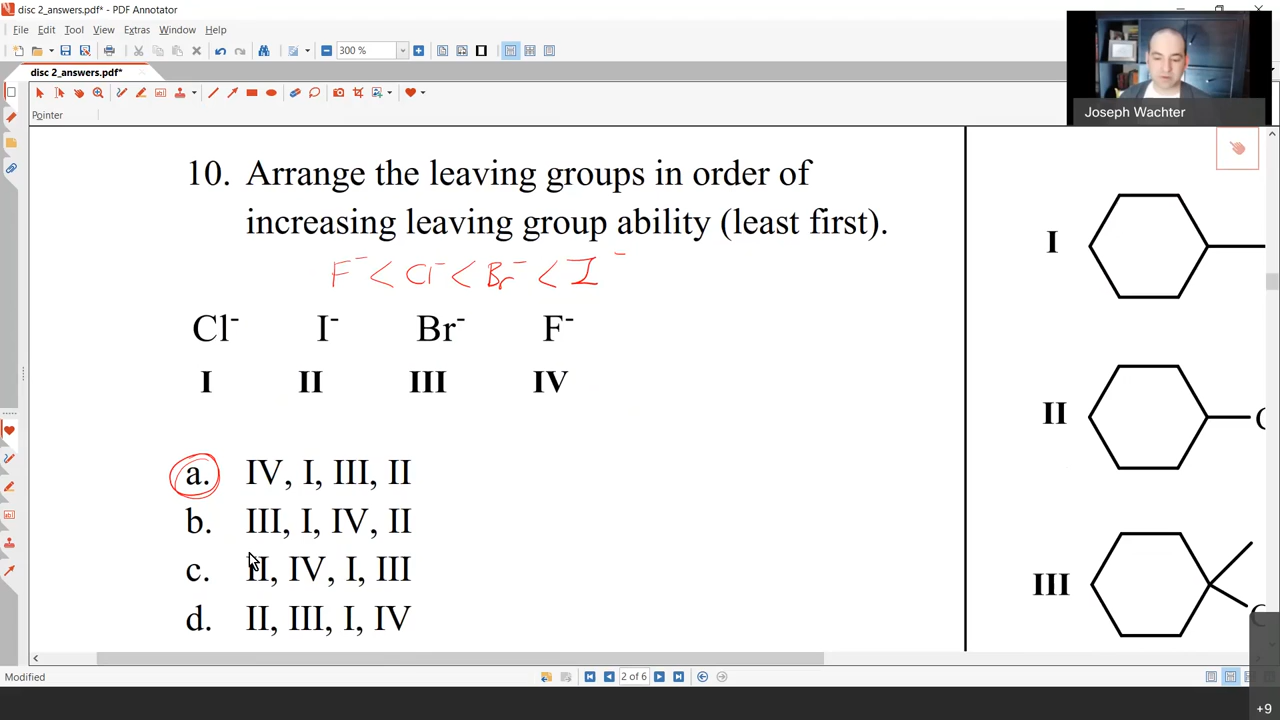 disc_2_answers.pdf* - PDF Annotator
File Edit Tool View Extras Window Help
300 %
disc 2_answers.pdf*
Pointer
Joseph Wachter
10. Arrange the leaving groups in order of
increasing leaving group ability (least first).
F⁻ < Cl⁻ < Br⁻ < I⁻
Cl⁻ I⁻ Br⁻ F⁻
I II III IV
a. IV, I, III, II
b. III, I, IV, II
c. II, IV, I, III
d. II, III, I, IV
I
II
III
Modified
2 of 6
+9